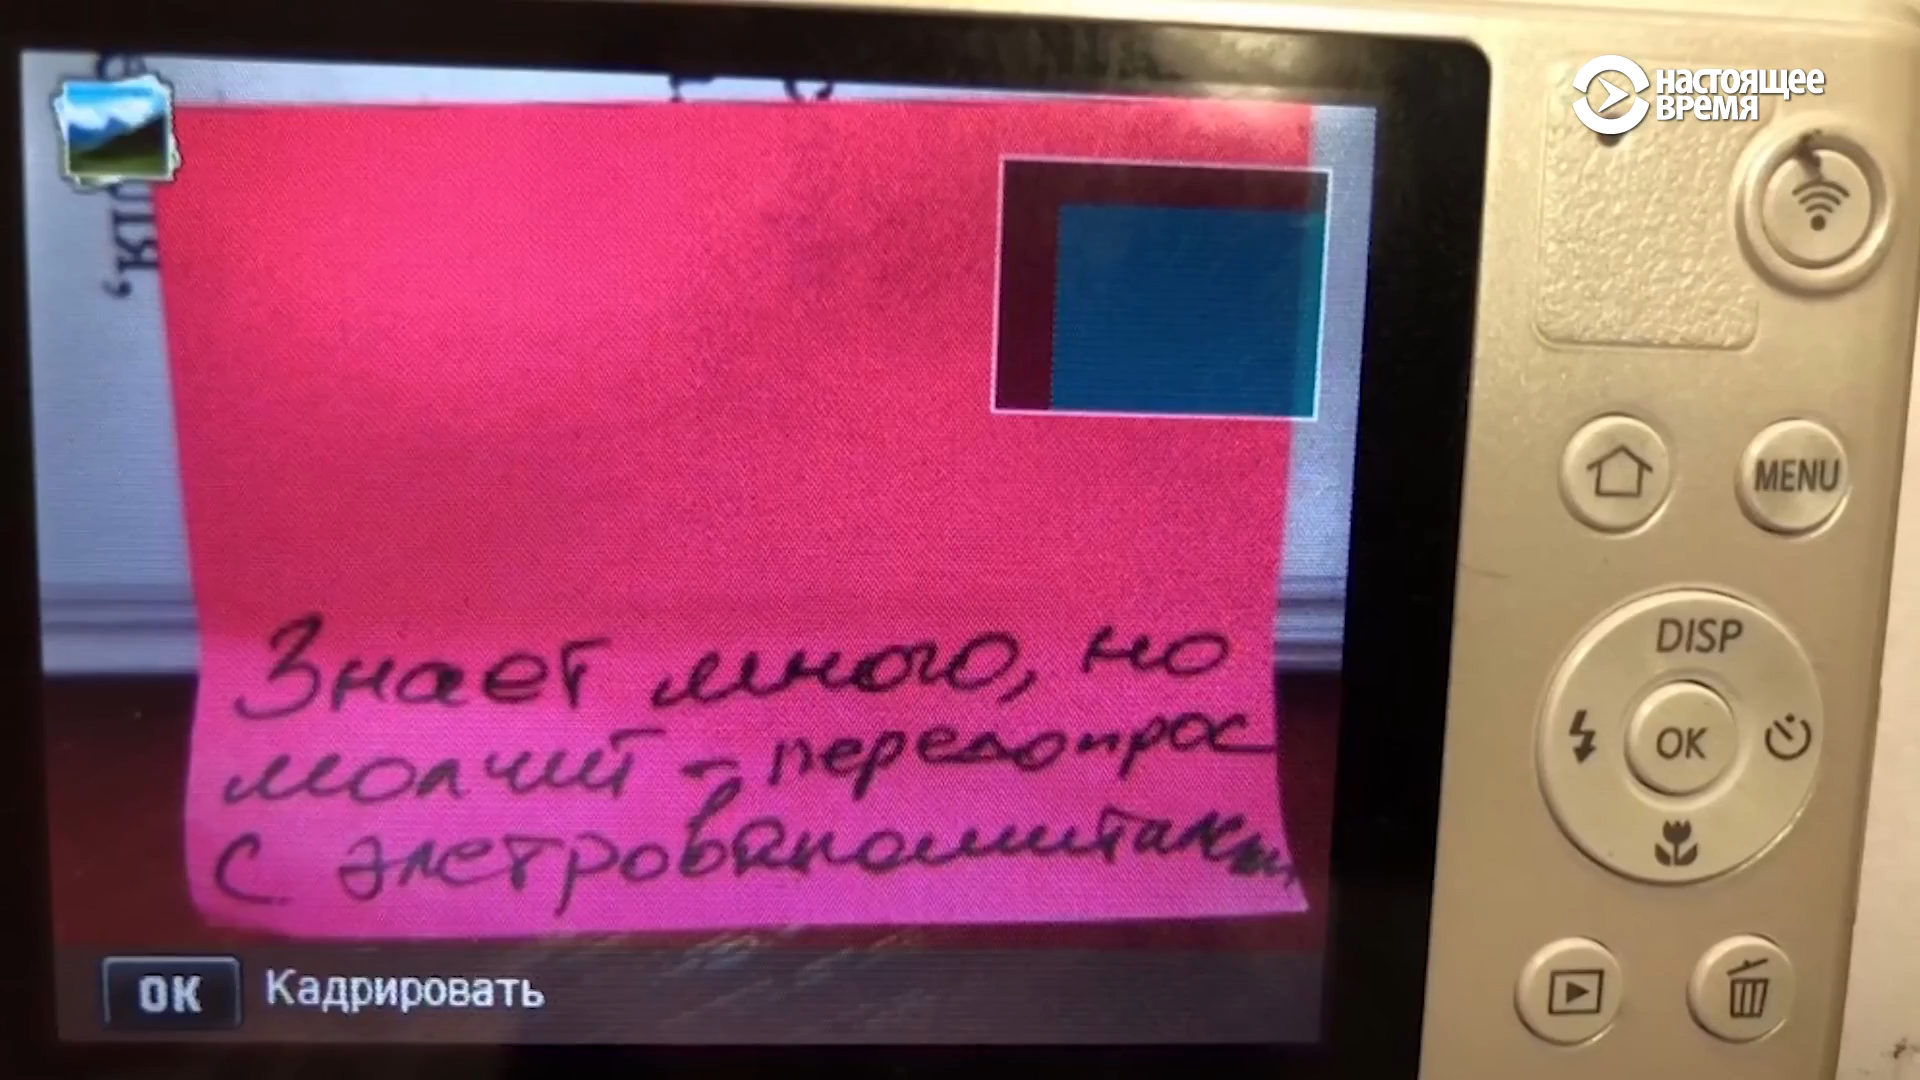 НАСТОЯЩЕЕ
ВРЕМЯ
Знает много, но
молчит – передопрос
с
OK Кадрировать
MENU
DISP
OK